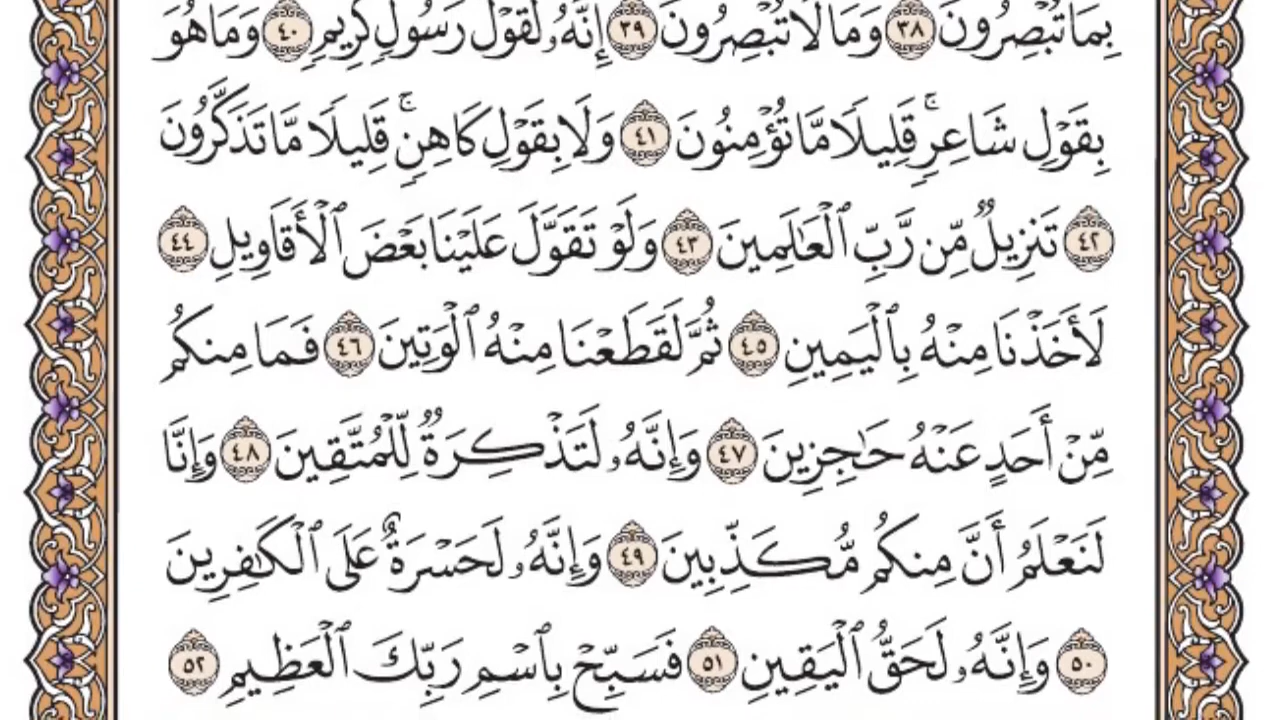 بِمَا تُبْصِرُونَ ٣٨ وَمَا لَا تُبْصِرُونَ ٣٩ إِنَّهُۥ لَقَوْلُ رَسُولٍ كَرِيمٍ ٤٠ وَمَا هُوَ
بِقَوْلِ شَاعِرٍۚ قَلِيلًا مَّا تُؤْمِنُونَ ٤١ وَلَا بِقَوْلِ كَاهِنٍۚ قَلِيلًا مَّا تَذَكَّرُونَ
٤٢ تَنزِيلٌ مِّن رَّبِّ ٱلْعَٰلَمِينَ ٤٣ وَلَوْ تَقَوَّلَ عَلَيْنَا بَعْضَ ٱلْأَقَاوِيلِ ٤٤
لَأَخَذْنَا مِنْهُ بِٱلْيَمِينِ ٤٥ ثُمَّ لَقَطَعْنَا مِنْهُ ٱلْوَتِينَ ٤٦ فَمَا مِنكُم
مِّنْ أَحَدٍ عَنْهُ حَٰجِزِينَ ٤٧ وَإِنَّهُۥ لَتَذْكِرَةٌ لِّلْمُتَّقِينَ ٤٨ وَإِنَّا
لَنَعْلَمُ أَنَّ مِنكُم مُّكَذِّبِينَ ٤٩ وَإِنَّهُۥ لَحَسْرَةٌ عَلَى ٱلْكَٰفِرِينَ
٥٠ وَإِنَّهُۥ لَحَقُّ ٱلْيَقِينِ ٥١ فَسَبِّحْ بِٱسْمِ رَبِّكَ ٱلْعَظِيمِ ٥٢